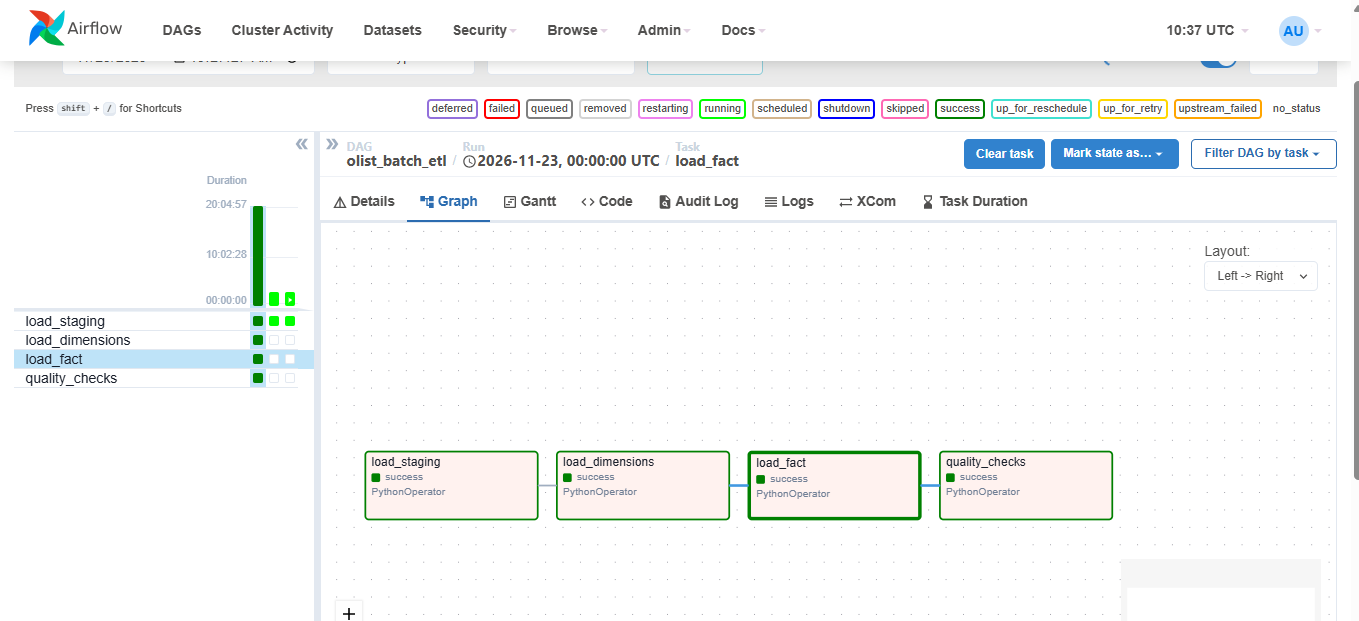 Airflow DAGs Cluster Activity Datasets Security Browse Admin Docs 10:37 UTC AU
Press shift + / for Shortcuts deferred failed queued removed restarting running scheduled shutdown skipped success up_for_reschedule up_for_retry upstream_failed no_status
DAG Run Task
olist_batch_etl / 2026-11-23, 00:00:00 UTC / load_fact
Clear task Mark state as... Filter DAG by task
Duration
20:04:57
10:02:28
00:00:00
load_staging
load_dimensions
load_fact
quality_checks
Details Graph Gantt Code Audit Log Logs XCom Task Duration
Layout:
Left -> Right
load_staging
success
PythonOperator
load_dimensions
success
PythonOperator
load_fact
success
PythonOperator
quality_checks
success
PythonOperator
+